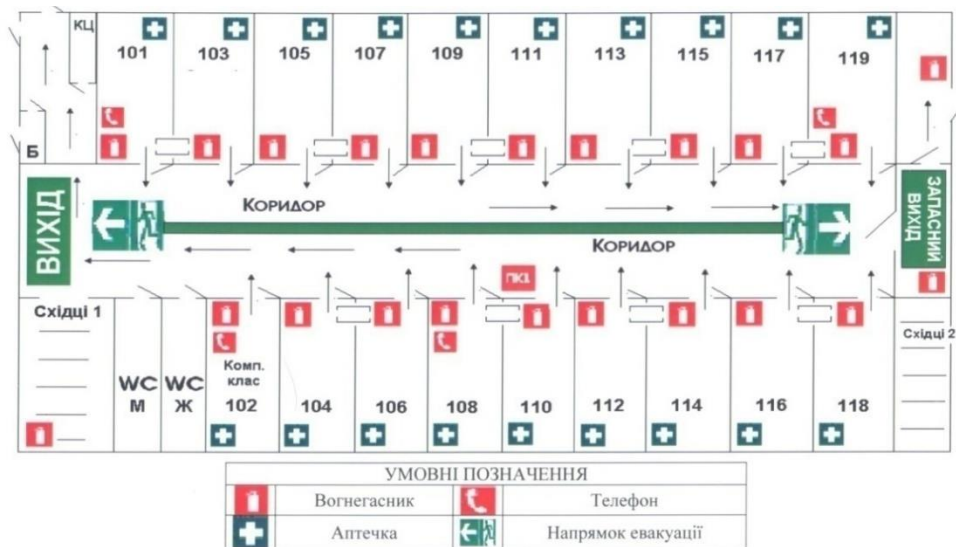 КЦ
101 103 105 107 109 111 113 115 117 119
Б
ВИХІД
КОРИДОР
КОРИДОР
ЗАПАСНИЙ ВИХІД
ПК1
Східці 1
WC М
WC Ж
Комп. клас
102 104 106 108 110 112 114 116 118
Східці 2
УМОВНІ ПОЗНАЧЕННЯ
Вогнегасник Телефон
Аптечка Напрямок евакуації